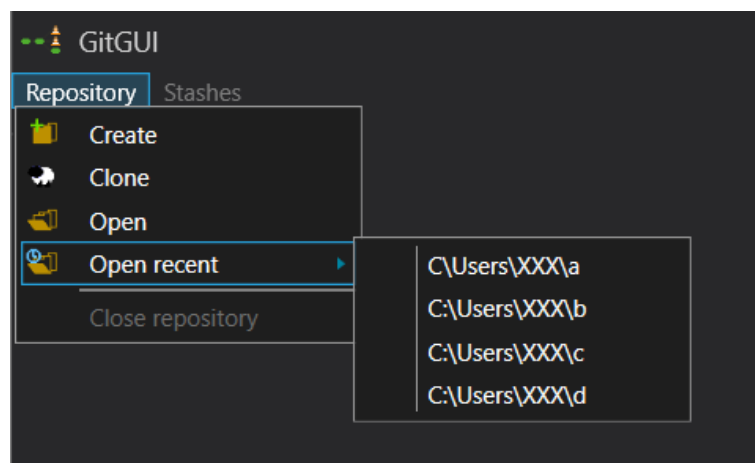 GitGUI
Repository Stashes
Create
Clone
Open
Open recent
C\Users\XXX\a
C:\Users\XXX\b
C:\Users\XXX\c
C:\Users\XXX\d
Close repository